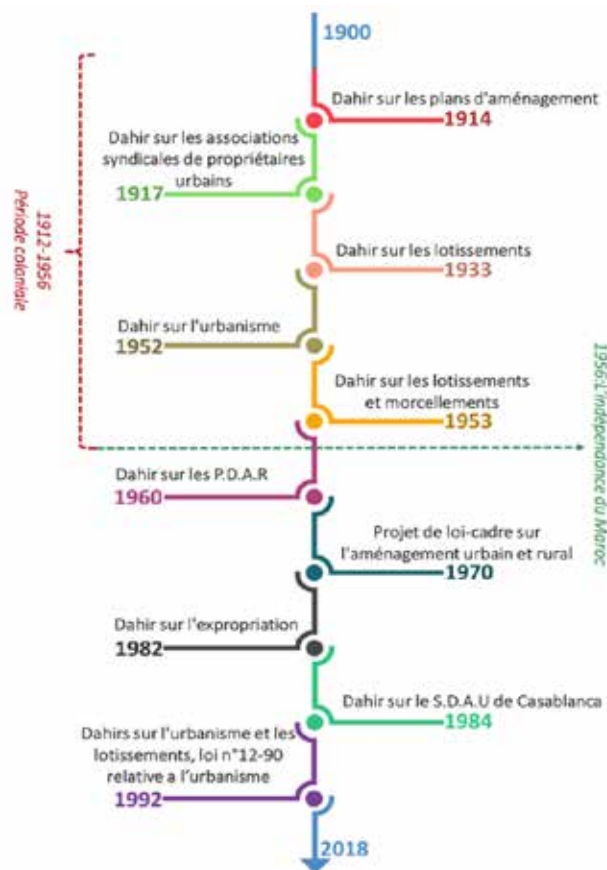 1900
Dahir sur les plans d'aménagement
1914
Dahir sur les associations
syndicales de propriétaires
urbains
1917
1912-1956
Période coloniale
Dahir sur les lotissements
1933
Dahir sur l'urbanisme
1952
Dahir sur les lotissements
et morcellements
1953
1956:L'indépendance du Maroc
Dahir sur les P.D.A.R
1960
Projet de loi-cadre sur
l'aménagement urbain et rural
1970
Dahir sur l'expropriation
1982
Dahir sur le S.D.A.U de Casablanca
1984
Dahirs sur l'urbanisme et les
lotissements, loi n°12-90
relative a l'urbanisme
1992
2018